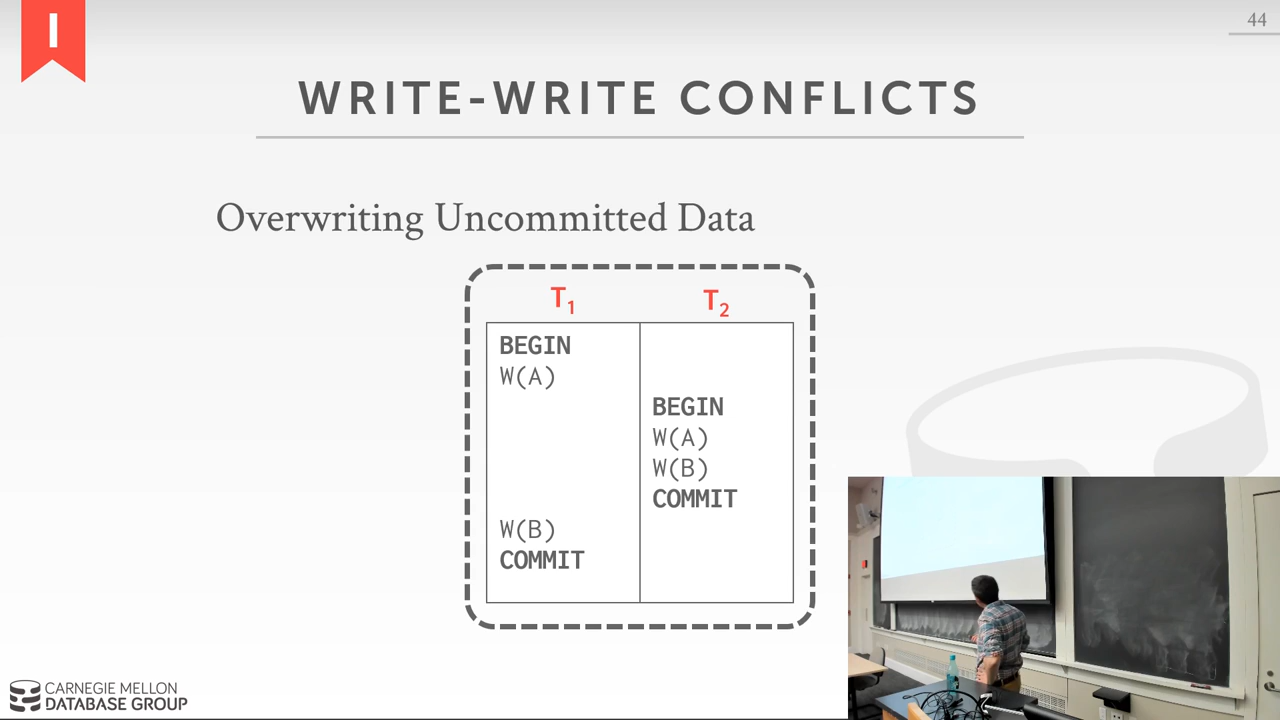 I
44
WRITE-WRITE CONFLICTS
Overwriting Uncommitted Data
T1 T2
BEGIN
W(A)
BEGIN
W(A)
W(B)
COMMIT
W(B)
COMMIT
CARNEGIE MELLON
DATABASE GROUP